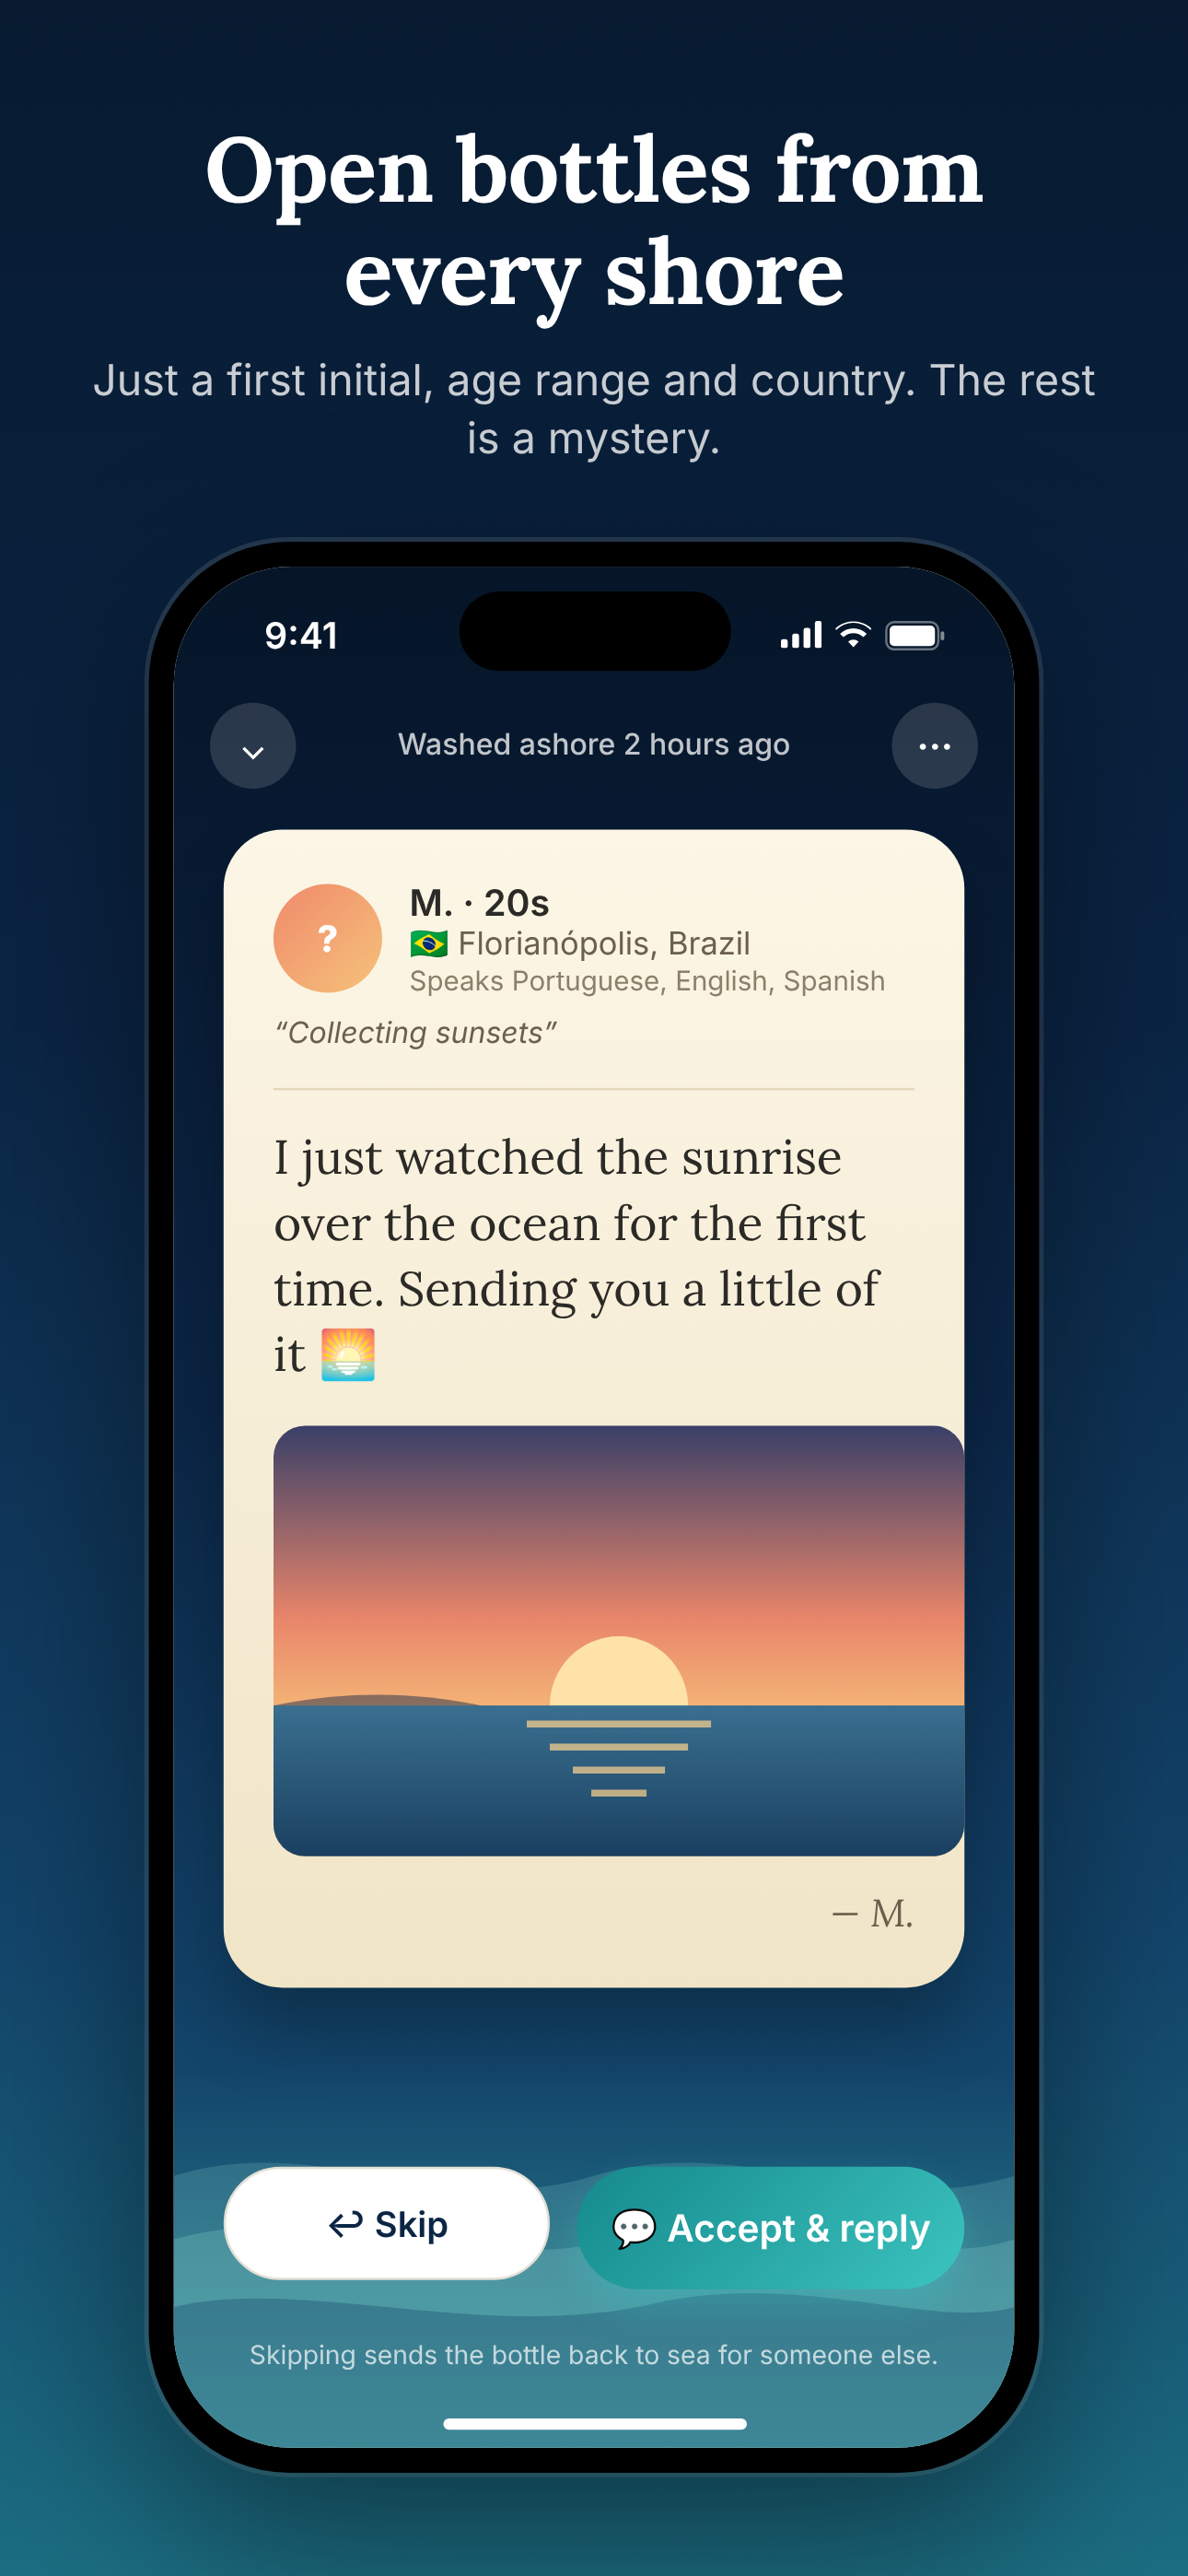 Open bottles from
every shore
Just a first initial, age range and country. The rest
is a mystery.
9:41
Washed ashore 2 hours ago
?
M. · 20s
🇧🇷 Florianópolis, Brazil
Speaks Portuguese, English, Spanish
“Collecting sunsets”
I just watched the sunrise
over the ocean for the first
time. Sending you a little of
it 🌅
— M.
↩ Skip
💬 Accept & reply
Skipping sends the bottle back to sea for someone else.